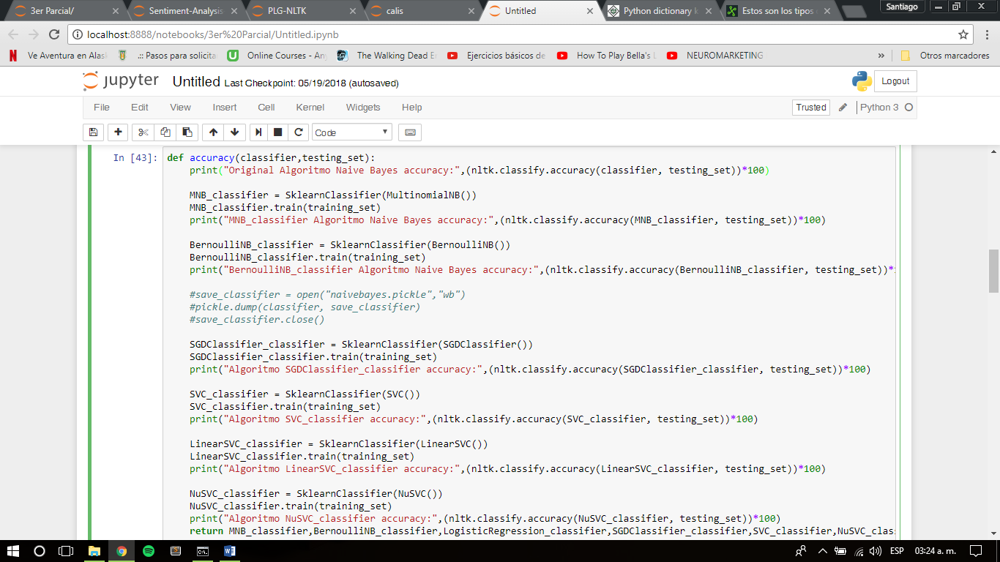 3er Parcial/
Sentiment-Analysis
PLG-NLTK
calis
Untitled
Python dictionary k
Estos son los tipos
Santiago
localhost:8888/notebooks/3er%20Parcial/Untitled.ipynb
Ve Aventura en Alas
.:: Pasos para solicita
Online Courses - An
The Walking Dead E
Ejercicios básicos de
How To Play Bella's L
NEUROMARKETING
»
Otros marcadores
jupyter Untitled Last Checkpoint: 05/19/2018 (autosaved)
Logout
File Edit View Insert Cell Kernel Widgets Help
Trusted
Python 3
Code
In [43]:
def accuracy(classifier,testing_set):
print("Original Algoritmo Naive Bayes accuracy:",(nltk.classify.accuracy(classifier, testing_set))*100)
MNB_classifier = SklearnClassifier(MultinomialNB())
MNB_classifier.train(training_set)
print("MNB_classifier Algoritmo Naive Bayes accuracy:",(nltk.classify.accuracy(MNB_classifier, testing_set))*100)
BernoulliNB_classifier = SklearnClassifier(BernoulliNB())
BernoulliNB_classifier.train(training_set)
print("BernoulliNB_classifier Algoritmo Naive Bayes accuracy:",(nltk.classify.accuracy(BernoulliNB_classifier, testing_set))*
#save_classifier = open("naivebayes.pickle","wb")
#pickle.dump(classifier, save_classifier)
#save_classifier.close()
SGDClassifier_classifier = SklearnClassifier(SGDClassifier())
SGDClassifier_classifier.train(training_set)
print("Algoritmo SGDClassifier_classifier accuracy:",(nltk.classify.accuracy(SGDClassifier_classifier, testing_set))*100)
SVC_classifier = SklearnClassifier(SVC())
SVC_classifier.train(training_set)
print("Algoritmo SVC_classifier accuracy:",(nltk.classify.accuracy(SVC_classifier, testing_set))*100)
LinearSVC_classifier = SklearnClassifier(LinearSVC())
LinearSVC_classifier.train(training_set)
print("Algoritmo LinearSVC_classifier accuracy:",(nltk.classify.accuracy(LinearSVC_classifier, testing_set))*100)
NuSVC_classifier = SklearnClassifier(NuSVC())
NuSVC_classifier.train(training_set)
print("Algoritmo NuSVC_classifier accuracy:",(nltk.classify.accuracy(NuSVC_classifier, testing_set))*100)
return MNB_classifier,BernoulliNB_classifier,LogisticRegression_classifier,SGDClassifier_classifier,SVC_classifier,NuSVC_clas
ESP
03:24 a. m.